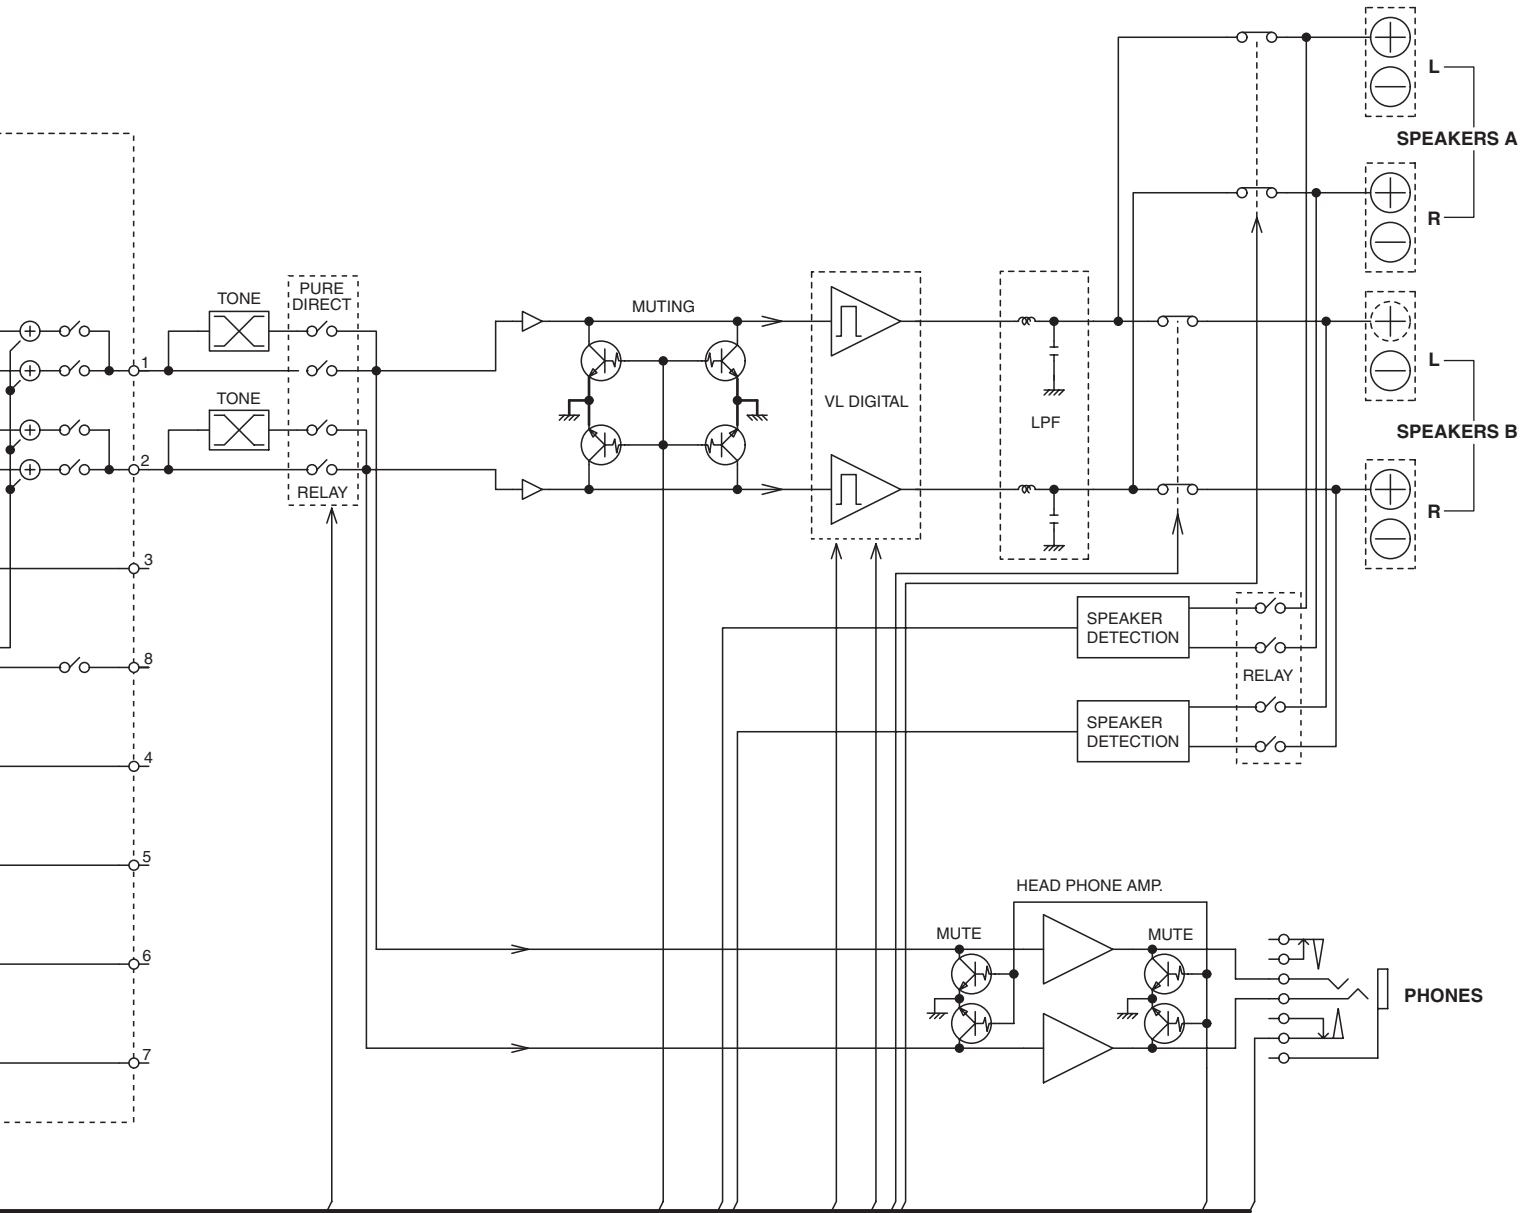 L
SPEAKERS A
R
TONE
PURE
DIRECT
MUTING
1
L
VL DIGITAL
TONE
LPF
SPEAKERS B
2
RELAY
R
3
SPEAKER
DETECTION
8
RELAY
SPEAKER
DETECTION
4
5
HEAD PHONE AMP.
MUTE
MUTE
6
PHONES
7